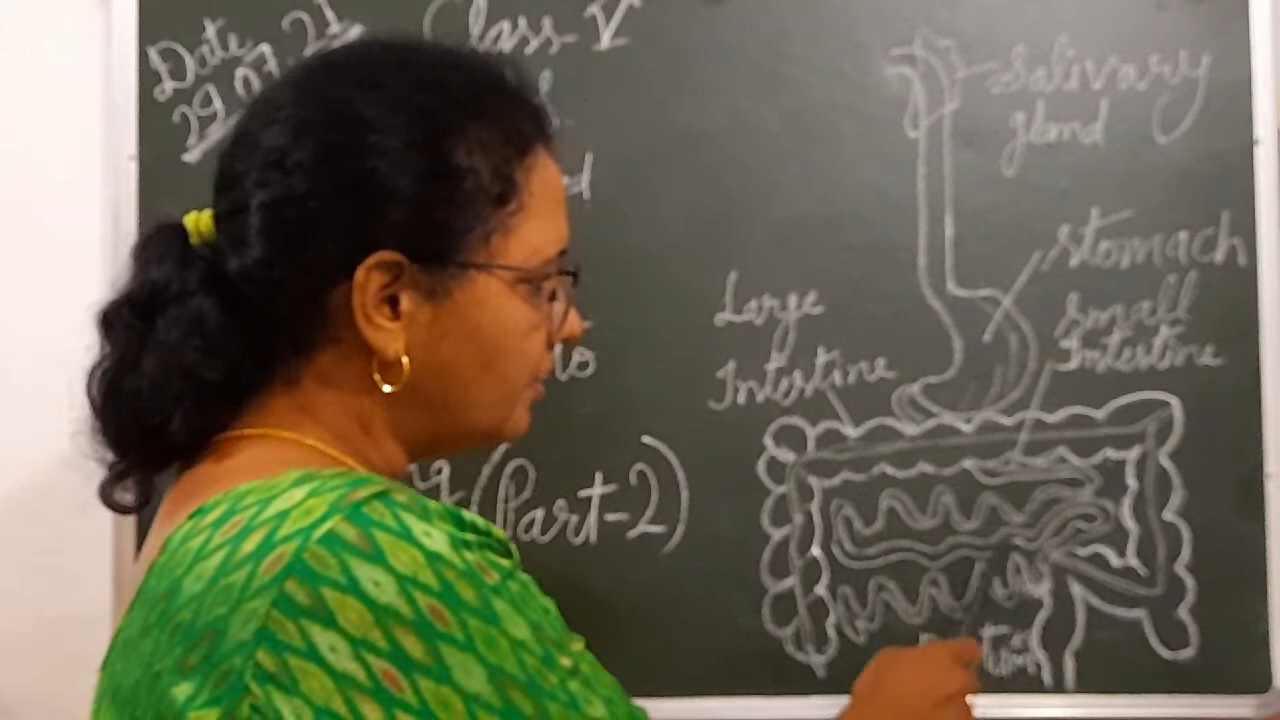 Date
29.07.21
Class-V
(Part-2)
Salivary
gland
Stomach
Small
Intestine
Large
Intestine